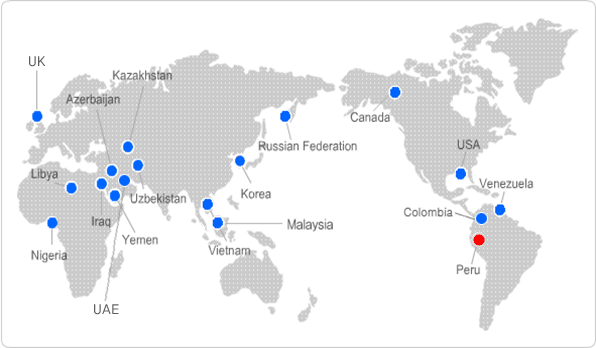 UK
Kazakhstan
Azerbaijan
Canada
Russian Federation
USA
Libya
Venezuela
Korea
Uzbekistan
Colombia
Iraq
Malaysia
Yemen
Vietnam
Nigeria
Peru
UAE